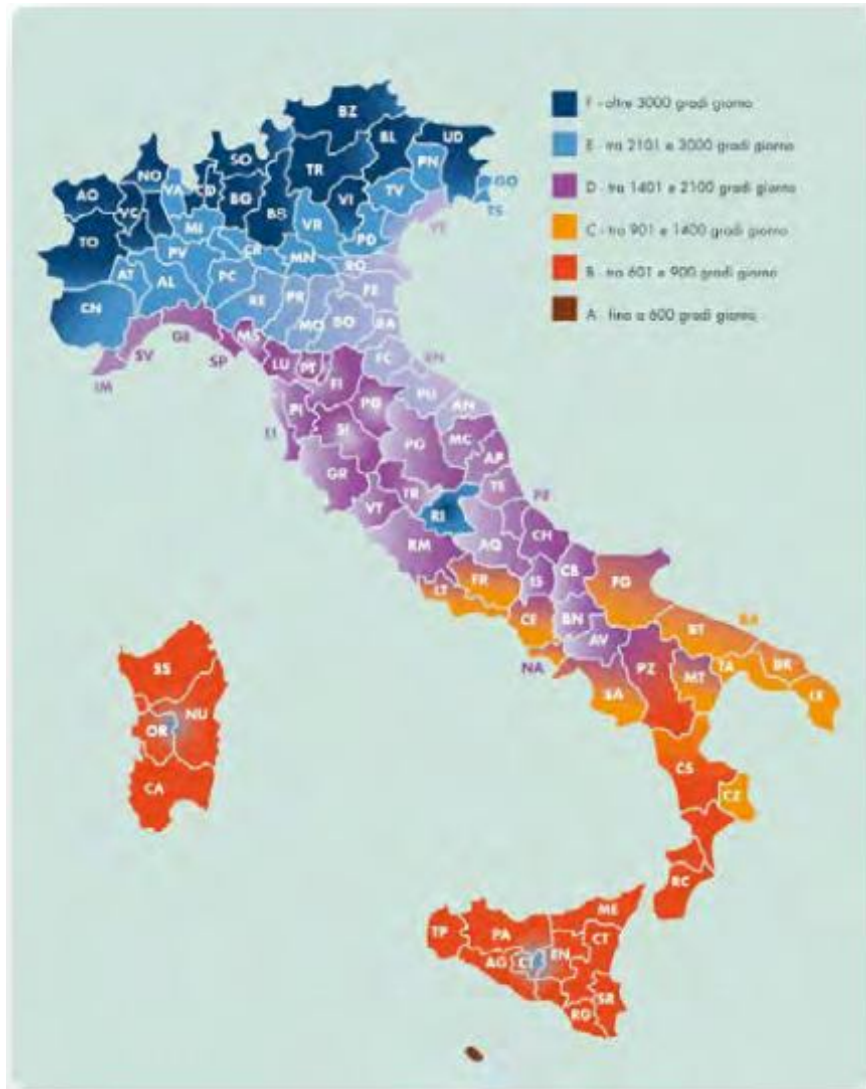 F - oltre 3000 gradi giorno
E - tra 2101 e 3000 gradi giorno
D - tra 1401 e 2100 gradi giorno
C - tra 901 e 1400 gradi giorno
B - tra 601 e 900 gradi giorno
A - fino a 600 gradi giorno
BZ
BL
UD
SO
TR
PN
NO
VA
CO
BG
TV
GO
AO
VC
BS
VI
TS
TO
MI
VR
PD
VE
PV
CR
MN
RO
AT
AL
PC
RE
PR
FE
CN
MO
BO
RA
GE
MS
SV
SP
LU
PT
FI
FC
RN
IM
PU
AN
PI
LI
SI
PG
MC
AP
GR
TR
TE
VT
RI
PE
RM
AQ
CH
CB
FG
LT
FR
IS
CE
BN
BT
BA
AV
NA
PZ
MT
TA
BR
SA
LE
SS
NU
OR
CS
CA
CZ
RC
ME
TP
PA
CT
AG
CT
EN
SR
RG